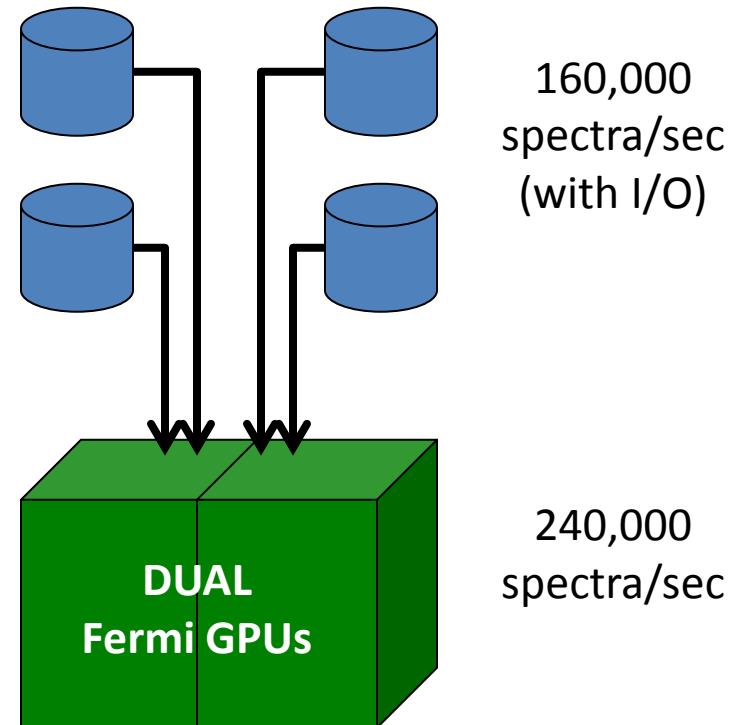 160,000
spectra/sec
(with I/O)
DUAL
Fermi GPUs
240,000
spectra/sec